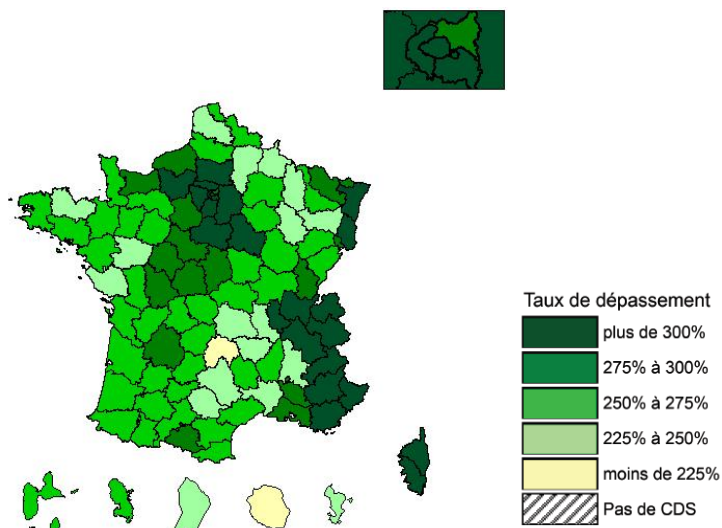 Taux de dépassement
plus de 300%
275% à 300%
250% à 275%
225% à 250%
moins de 225%
Pas de CDS